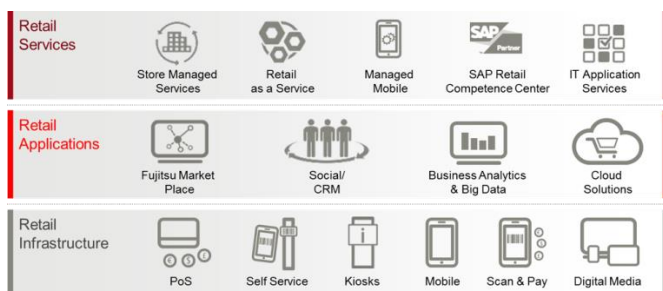 Retail
Services
SAP
Partner
Store Managed
Services
Retail
as a Service
Managed
Mobile
SAP Retail
Competence Center
IT Application
Services
Retail
Applications
Fujitsu Market
Place
Social/
CRM
Business Analytics
& Big Data
Cloud
Solutions
Retail
Infrastructure
i
PoS
Self Service
Kiosks
Mobile
Scan & Pay
Digital Media